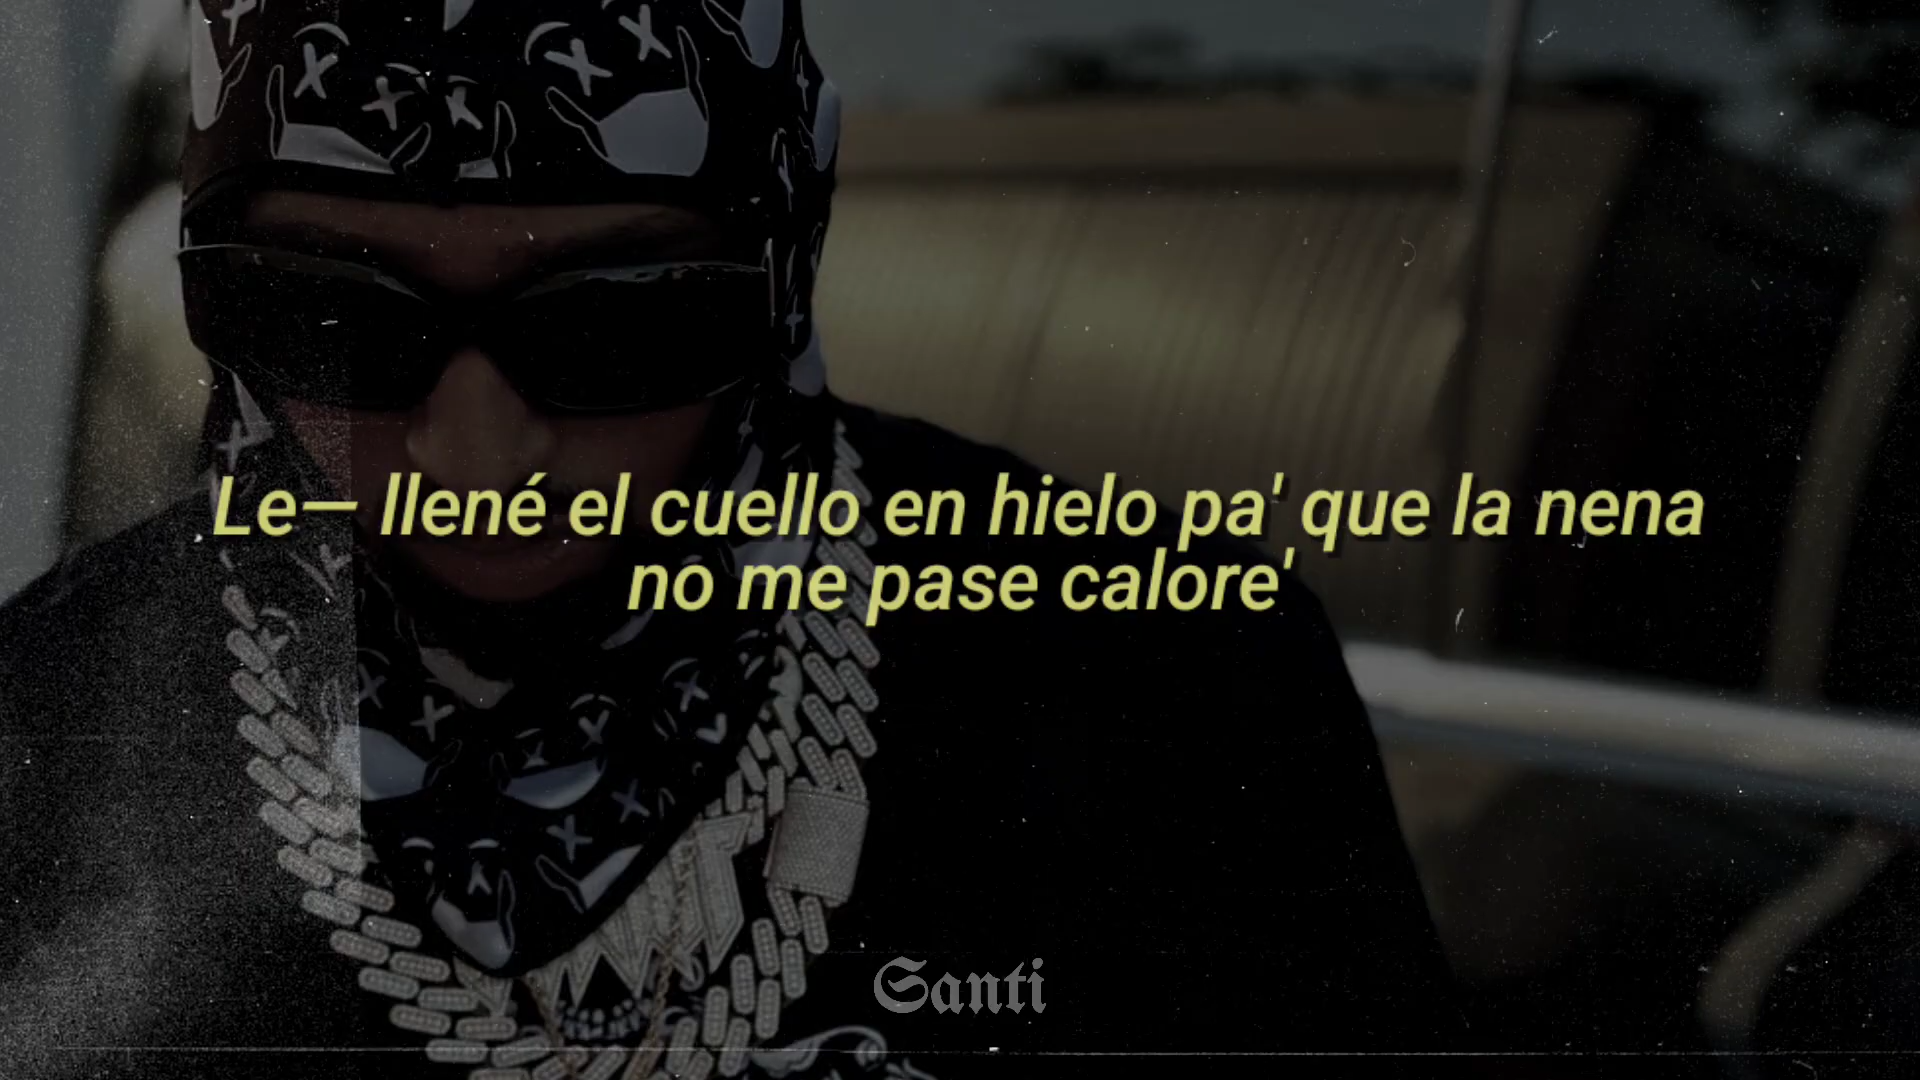 Le— llené el cuello en hielo pa' que la nena
no me pase calore'
Santi